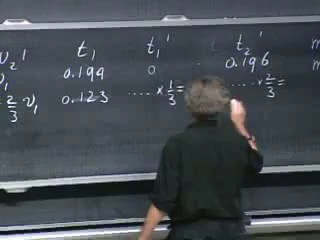 v₂' t₁ t₁' t₂' m
v₁ 0.194 0 0.196 m
2/3 v₁ 0.123 .... × 1/3 = .... × 2/3 =